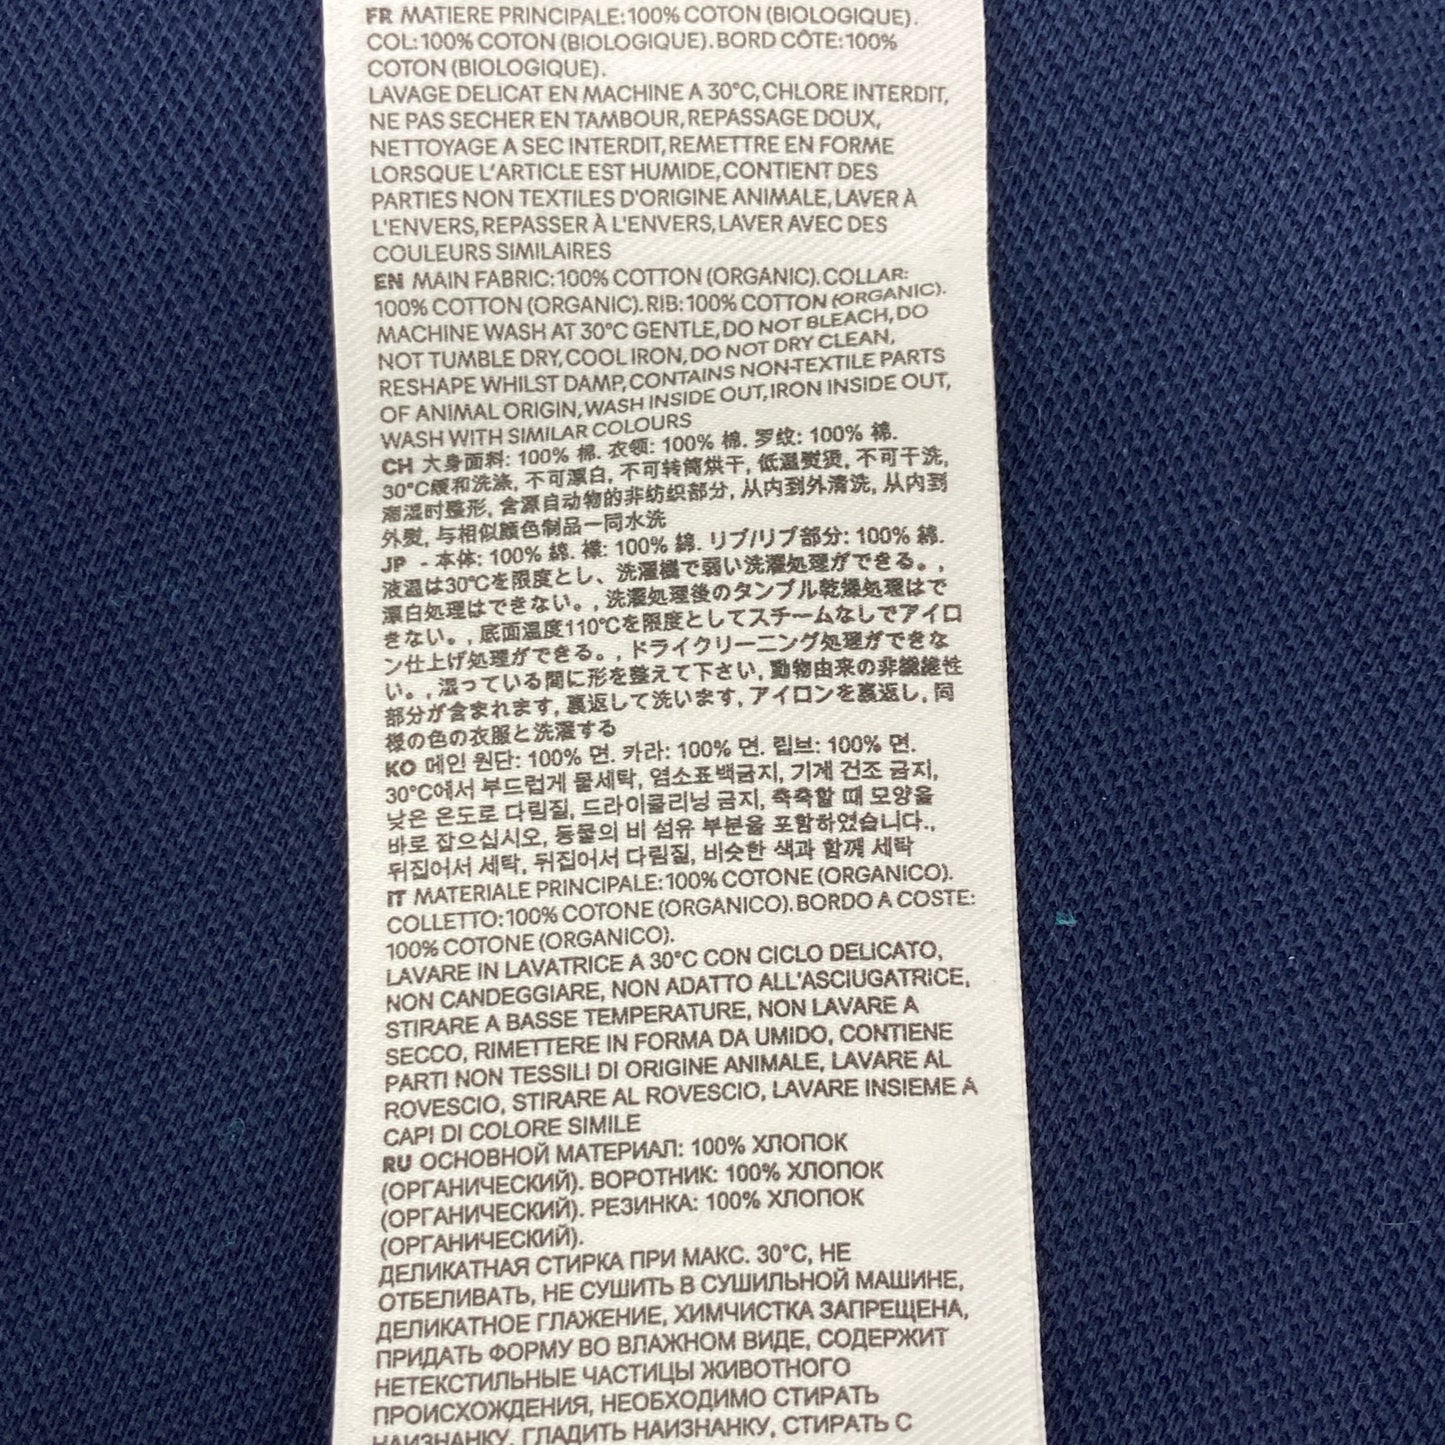 FR MATIERE PRINCIPALE:100% COTON (BIOLOGIQUE).
COL:100% COTON (BIOLOGIQUE).BORD CÔTE:100%
COTON (BIOLOGIQUE).
LAVAGE DELICAT EN MACHINE A 30°C,CHLORE INTERDIT,
NE PAS SECHER EN TAMBOUR,REPASSAGE DOUX,
NETTOYAGE A SEC INTERDIT,REMETTRE EN FORME
LORSQUE L'ARTICLE EST HUMIDE,CONTIENT DES
PARTIES NON TEXTILES D'ORIGINE ANIMALE,LAVER À
L'ENVERS,REPASSER À L'ENVERS,LAVER AVEC DES
COULEURS SIMILAIRES
EN MAIN FABRIC:100% COTTON (ORGANIC).COLLAR:
100% COTTON (ORGANIC).RIB:100% COTTON (ORGANIC).
MACHINE WASH AT 30°C GENTLE,DO NOT BLEACH,DO
NOT TUMBLE DRY,COOL IRON,DO NOT DRY CLEAN,
RESHAPE WHILST DAMP,CONTAINS NON-TEXTILE PARTS
OF ANIMAL ORIGIN,WASH INSIDE OUT,IRON INSIDE OUT,
WASH WITH SIMILAR COLOURS
CH 大身面料: 100% 棉. 衣领: 100% 棉. 罗纹: 100% 棉.
30°C缓和洗涤, 不可漂白, 不可转筒烘干, 低温熨烫, 不可干洗,
潮湿时整形, 含源自动物的非纺织部分, 从内到外清洗, 从内到
外熨, 与相似颜色制品一同水洗
JP - 本体: 100% 綿. 襟: 100% 綿. リブ/リブ部分: 100% 綿.
液温は30℃を限度とし、洗濯機で弱い洗濯処理ができる。,
漂白処理はできない。,洗濯処理後のタンブル乾燥処理はで
きない。, 底面温度110℃を限度としてスチームなしでアイロ
ン仕上げ処理ができる。, ドライクリーニング処理ができな
い。, 湿っている間に形を整えて下さい, 動物由来の非繊維性
部分が含まれます, 裏返して洗います, アイロンを裏返し, 同
様の色の衣服と洗濯する
KO 메인 원단: 100% 면. 카라: 100% 면. 립브: 100% 면.
30°C에서 부드럽게 물세탁, 염소표백금지, 기계 건조 금지,
낮은 온도로 다림질, 드라이클리닝 금지, 축축할 때 모양을
바로 잡으십시오, 동물의 비 섬유 부분을 포함하였습니다.,
뒤집어서 세탁, 뒤집어서 다림질, 비슷한 색과 함께 세탁
IT MATERIALE PRINCIPALE:100% COTONE (ORGANICO).
COLLETTO:100% COTONE (ORGANICO).BORDO A COSTE:
100% COTONE (ORGANICO).
LAVARE IN LAVATRICE A 30°C CON CICLO DELICATO,
NON CANDEGGIARE, NON ADATTO ALL'ASCIUGATRICE,
STIRARE A BASSE TEMPERATURE, NON LAVARE A
SECCO, RIMETTERE IN FORMA DA UMIDO, CONTIENE
PARTI NON TESSILI DI ORIGINE ANIMALE, LAVARE AL
ROVESCIO, STIRARE AL ROVESCIO, LAVARE INSIEME A
CAPI DI COLORE SIMILE
RU ОСНОВНОЙ МАТЕРИАЛ: 100% ХЛОПОК
(ОРГАНИЧЕСКИЙ). ВОРОТНИК: 100% ХЛОПОК
(ОРГАНИЧЕСКИЙ). РЕЗИНКА: 100% ХЛОПОК
(ОРГАНИЧЕСКИЙ).
ДЕЛИКАТНАЯ СТИРКА ПРИ МАКС. 30°C, НЕ
ОТБЕЛИВАТЬ, НЕ СУШИТЬ В СУШИЛЬНОЙ МАШИНЕ,
ДЕЛИКАТНОЕ ГЛАЖЕНИЕ, ХИМЧИСТКА ЗАПРЕЩЕНА,
ПРИДАТЬ ФОРМУ ВО ВЛАЖНОМ ВИДЕ, СОДЕРЖИТ
НЕТЕКСТИЛЬНЫЕ ЧАСТИЦЫ ЖИВОТНОГО
ПРОИСХОЖДЕНИЯ, НЕОБХОДИМО СТИРАТЬ
НАИЗНАНКУ, ГЛАДИТЬ НАИЗНАНКУ, СТИРАТЬ С